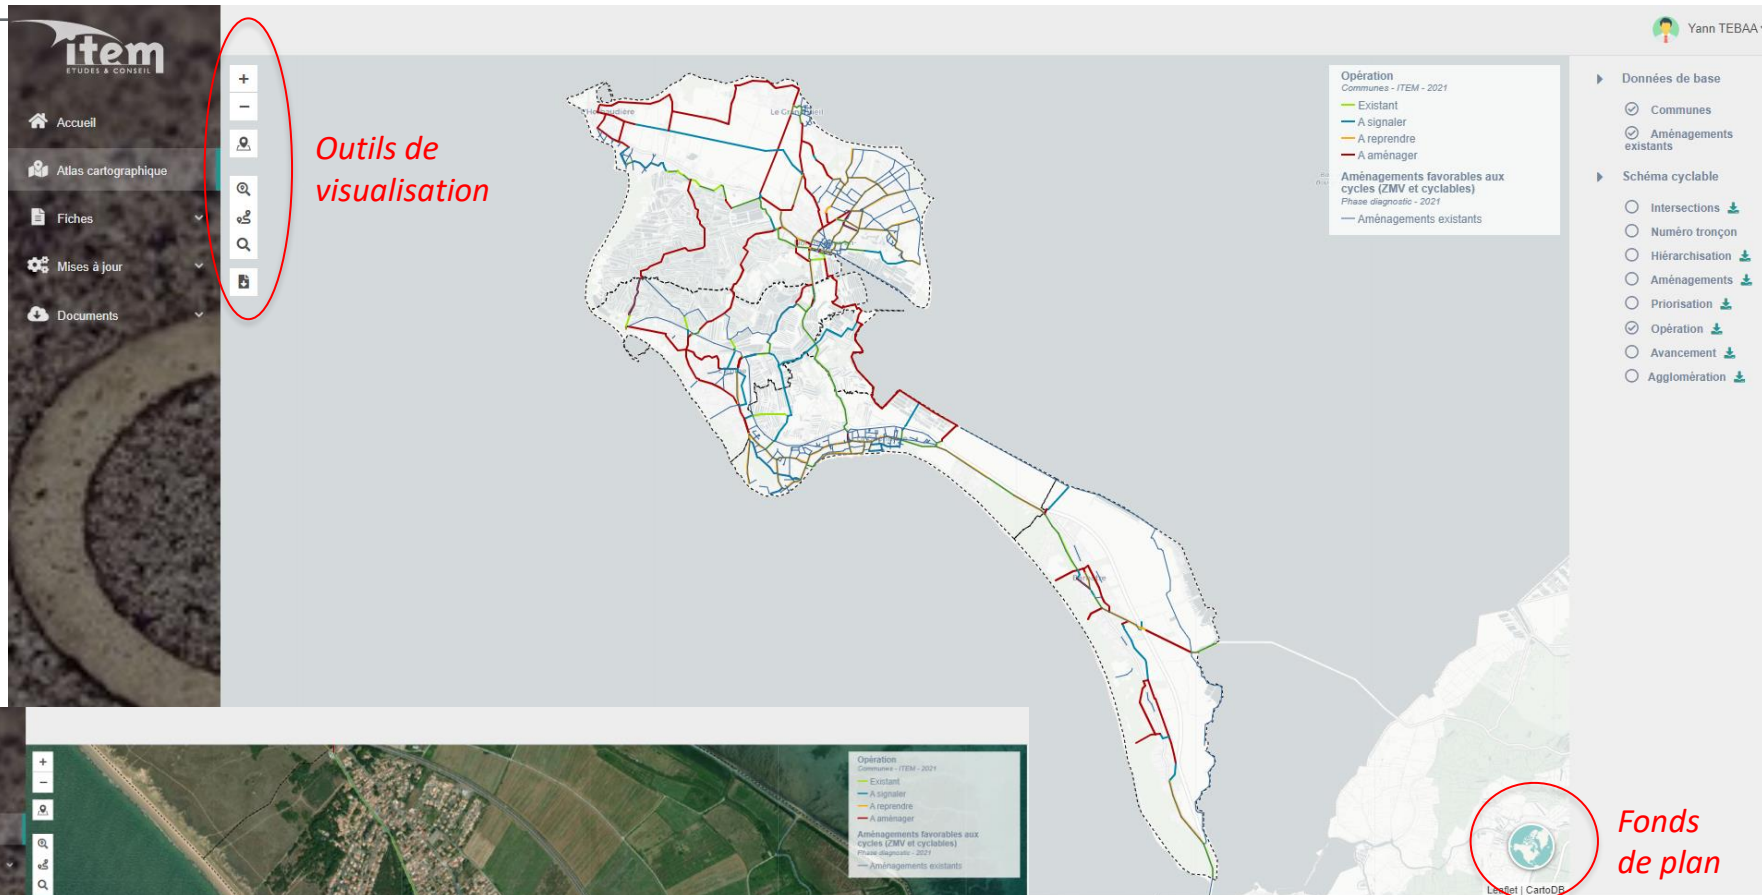 item
ETUDES & CONSEIL
Yann TEBAA
Accueil
Atlas cartographique
Fiches
Mises à jour
Documents
+
−
Outils de
visualisation
L'Herbaudière
Opération
Communes - ITEM - 2021
Existant
A signaler
A reprendre
A aménager
Aménagements favorables aux
cycles (ZMV et cyclables)
Phase diagnostic - 2021
Aménagements existants
Données de base
Communes
Aménagements
existants
Schéma cyclable
Intersections
Numéro tronçon
Hiérarchisation
Aménagements
Priorisation
Opération
Avancement
Agglomération
Fonds
de plan
Leaflet | CartoDB
+
−
Opération
Communes - ITEM - 2021
Existant
A signaler
A reprendre
A aménager
Aménagements favorables aux
cycles (ZMV et cyclables)
Phase diagnostic - 2021
Aménagements existants